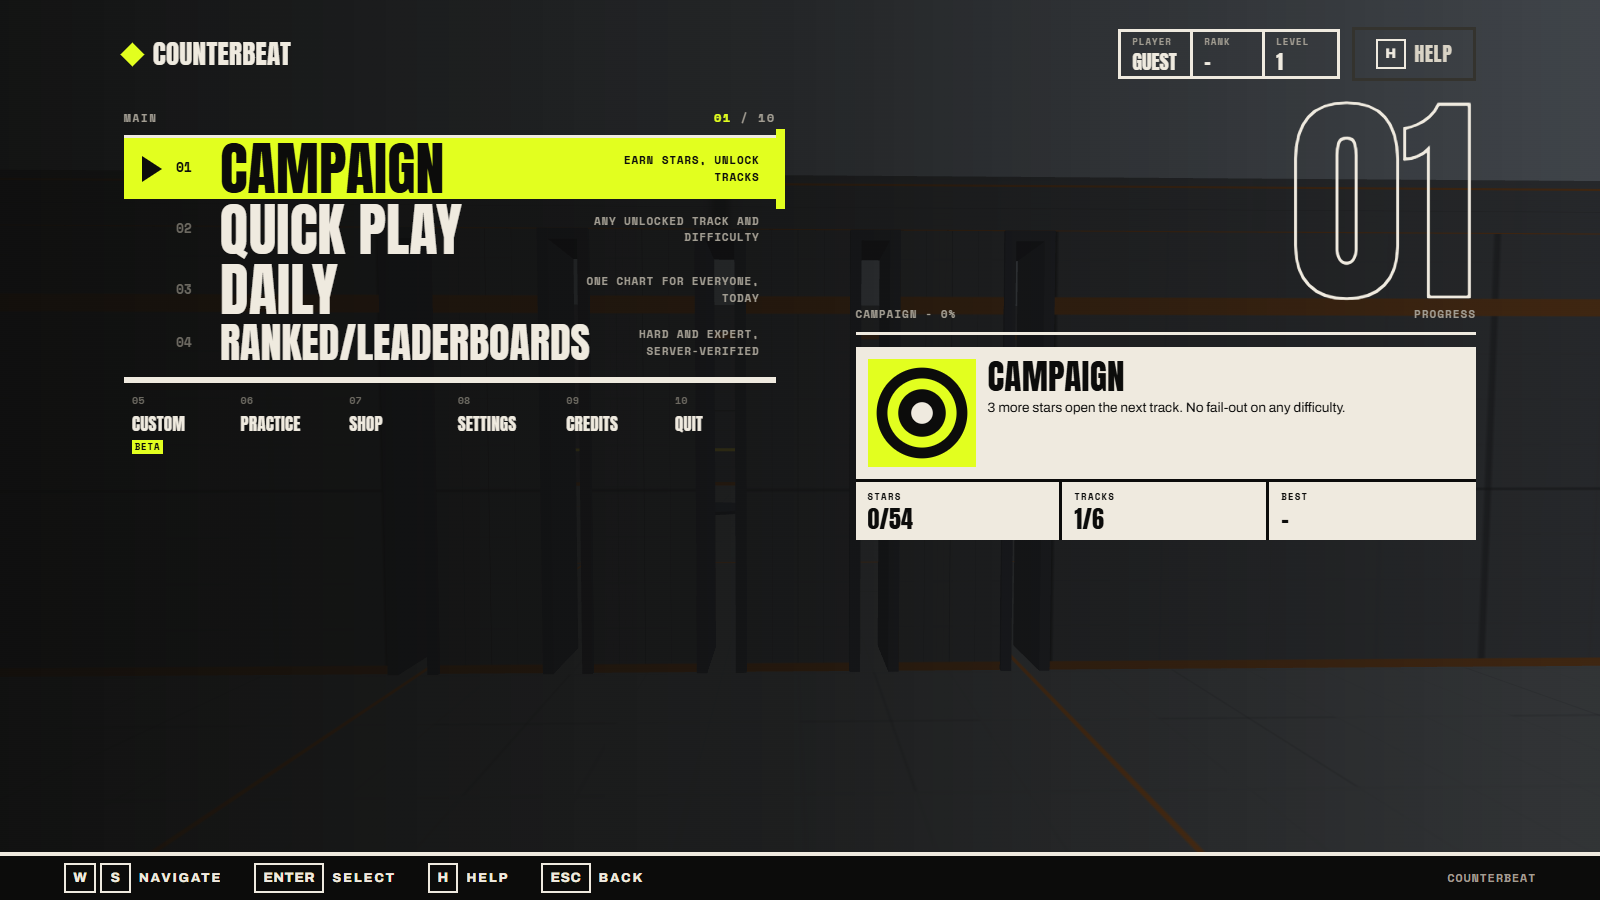 COUNTERBEAT
PLAYER
GUEST
RANK
-
LEVEL
1
H HELP
MAIN
01 / 10
01
CAMPAIGN
EARN STARS, UNLOCK
TRACKS
02
QUICK PLAY
ANY UNLOCKED TRACK AND
DIFFICULTY
03
DAILY
ONE CHART FOR EVERYONE,
TODAY
04
RANKED/LEADERBOARDS
HARD AND EXPERT,
SERVER-VERIFIED
05
CUSTOM
BETA
06
PRACTICE
07
SHOP
08
SETTINGS
09
CREDITS
10
QUIT
01
CAMPAIGN - 0%
PROGRESS
CAMPAIGN
3 more stars open the next track. No fail-out on any difficulty.
STARS
0/54
TRACKS
1/6
BEST
-
W S NAVIGATE
ENTER SELECT
H HELP
ESC BACK
COUNTERBEAT